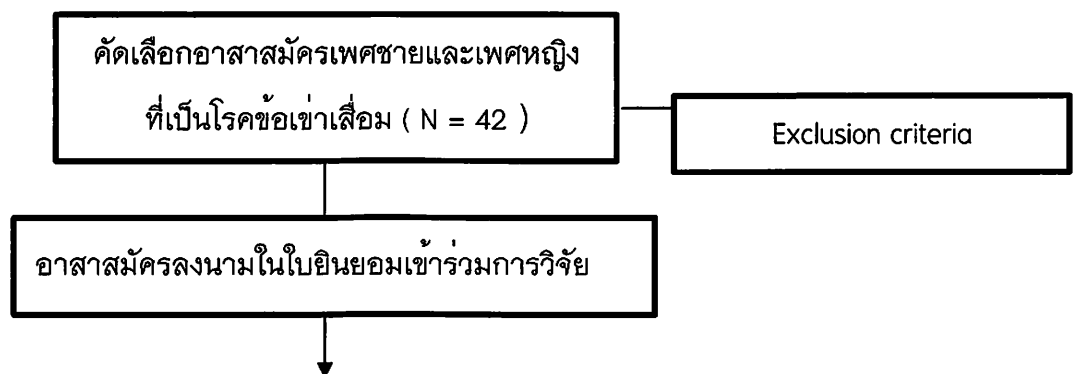 คัดเลือกอาสาสมัครเพศชายและเพศหญิง
ที่เป็นโรคข้อเข่าเสื่อม ( N = 42 )
Exclusion criteria
อาสาสมัครลงนามในใบยินยอมเข้าร่วมการวิจัย